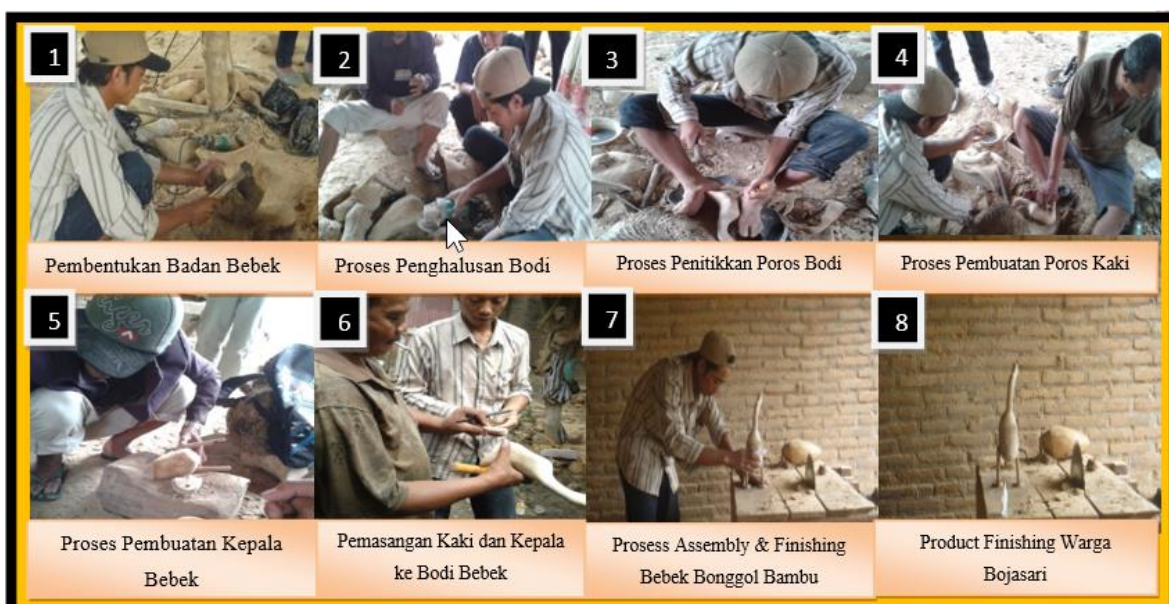 1
2
3
4
Pembentukan Badan Bebek
Proses Penghalusan Bodi
Proses Penitikkan Poros Bodi
Proses Pembuatan Poros Kaki
5
6
7
8
Proses Pembuatan Kepala
Bebek
Pemasangan Kaki dan Kepala
ke Bodi Bebek
Prosess Assembly & Finishing
Bebek Bonggol Bambu
Product Finishing Warga
Bojasari